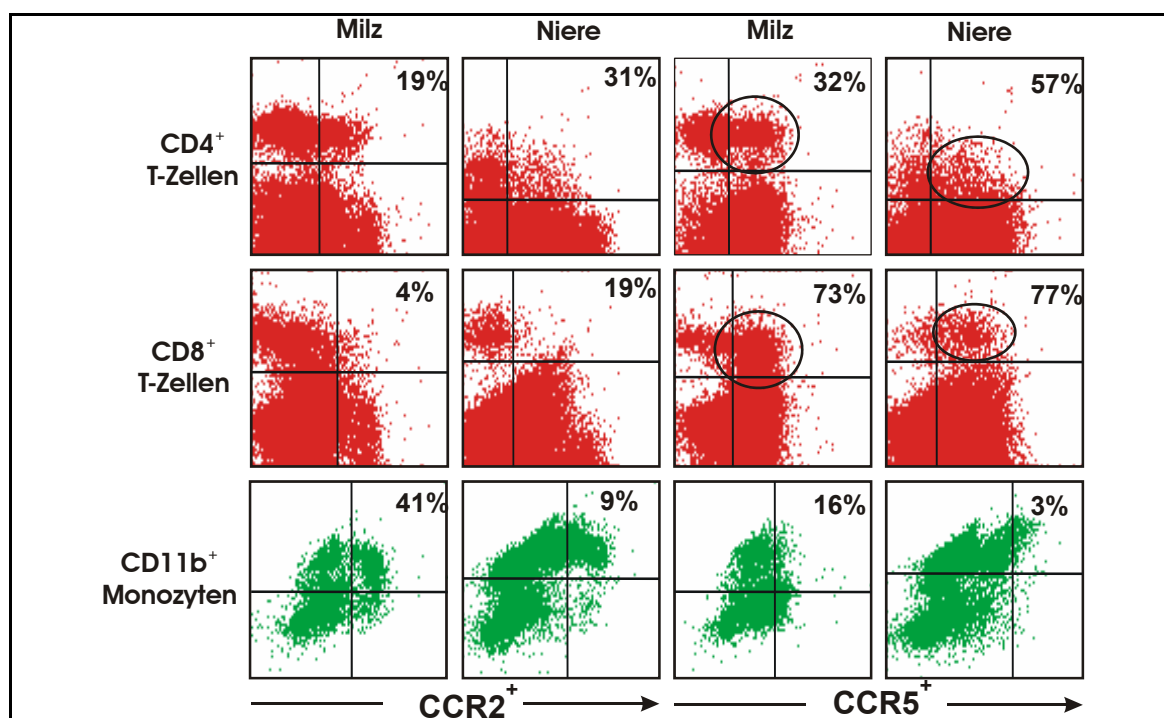 Milz Niere Milz Niere
CD4⁺
T-Zellen
19% 31% 32% 57%
CD8⁺
T-Zellen
4% 19% 73% 77%
CD11b⁺
Monozyten
41% 9% 16% 3%
CCR2⁺ CCR5⁺